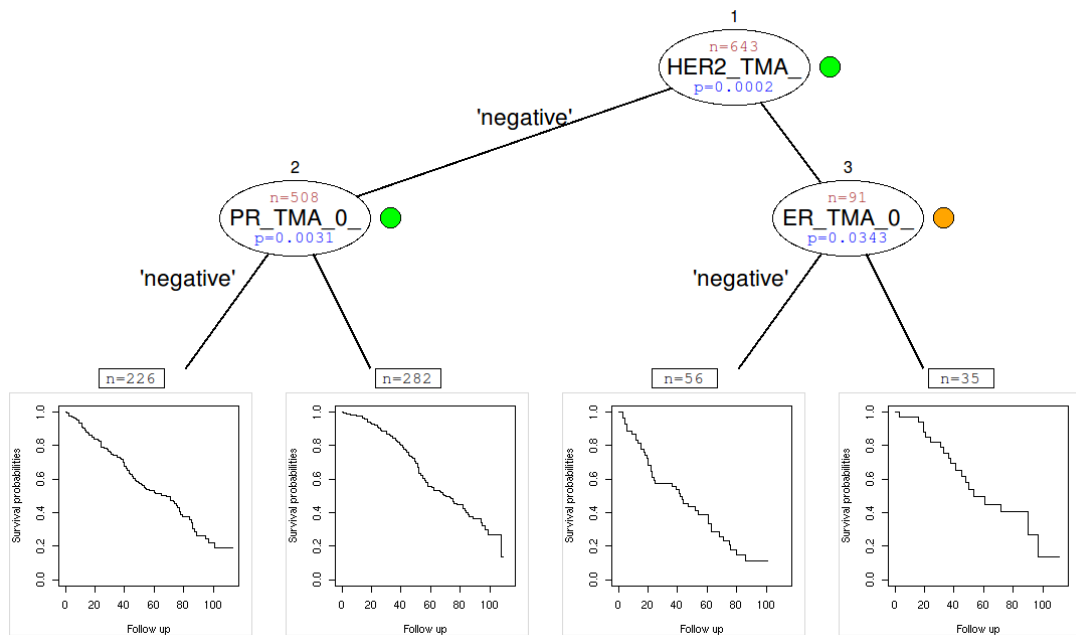 1
n=643
HER2_TMA_
p=0.0002
'negative'
2
n=508
PR_TMA_0_
p=0.0031
3
n=91
ER_TMA_0_
p=0.0343
'negative'
'negative'
n=226
n=282
n=56
n=35
Survival probabilities
1.0
0.8
0.6
0.4
0.2
0.0
0 20 40 60 80 100
Follow up
Survival probabilities
1.0
0.8
0.6
0.4
0.2
0.0
0 20 40 60 80 100
Follow up
Survival probabilities
1.0
0.8
0.6
0.4
0.2
0.0
0 20 40 60 80 100
Follow up
Survival probabilities
1.0
0.8
0.6
0.4
0.2
0.0
0 20 40 60 80 100
Follow up